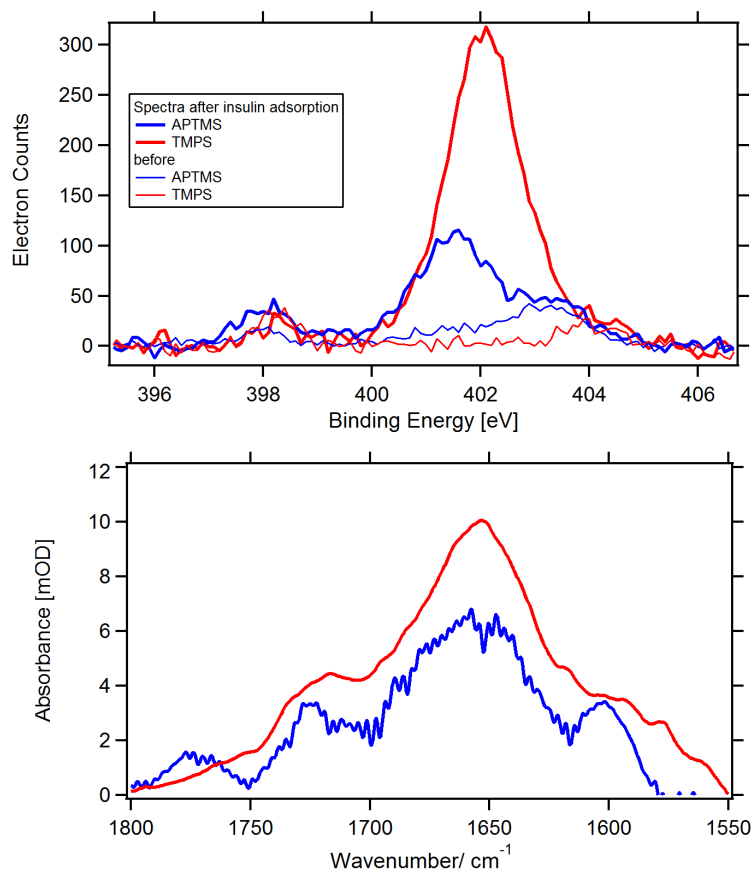 300
250
200
150
100
50
0
Electron Counts
Spectra after insulin adsorption
APTMS
TMPS
before
APTMS
TMPS
396 398 400 402 404 406
Binding Energy [eV]
12
10
8
6
4
2
0
Absorbance [mOD]
1800 1750 1700 1650 1600 1550
Wavenumber/ cm⁻¹